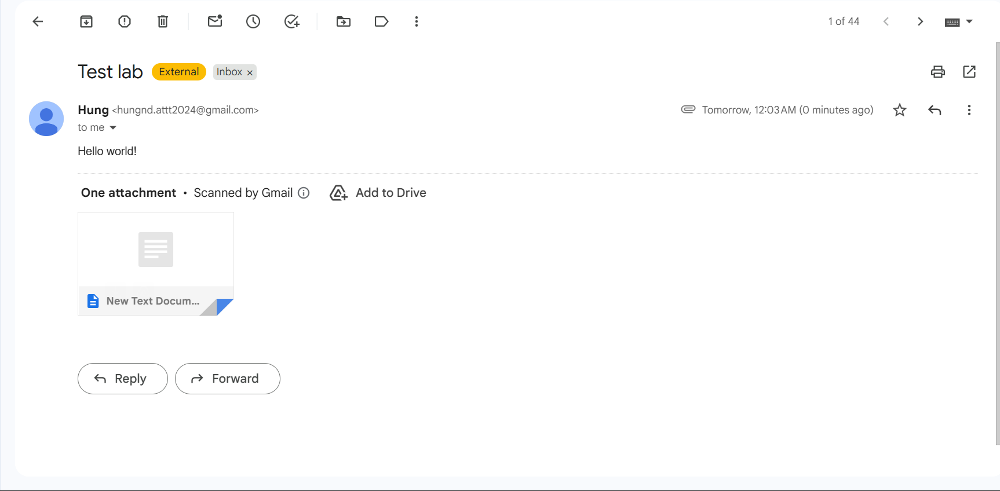 1 of 44
Test lab External Inbox ×
Hung <hungnd.attt2024@gmail.com> Tomorrow, 12:03 AM (0 minutes ago)
to me
Hello world!
One attachment • Scanned by Gmail Add to Drive
New Text Docum...
Reply Forward